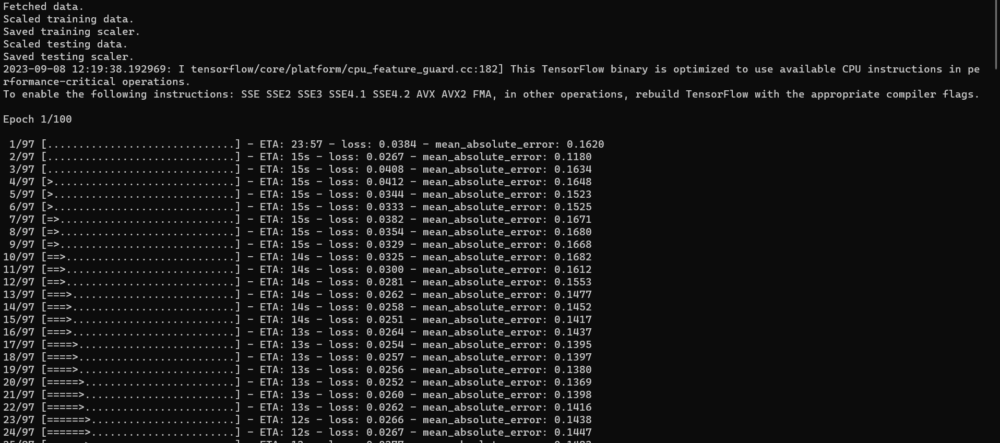 Fetched data.
Scaled training data.
Saved training scaler.
Scaled testing data.
Saved testing scaler.
2023-09-08 12:19:38.192969: I tensorflow/core/platform/cpu_feature_guard.cc:182] This TensorFlow binary is optimized to use available CPU instructions in pe
rformance-critical operations.
To enable the following instructions: SSE SSE2 SSE3 SSE4.1 SSE4.2 AVX AVX2 FMA, in other operations, rebuild TensorFlow with the appropriate compiler flags.
Epoch 1/100
1/97 [..............................] - ETA: 23:57 - loss: 0.0384 - mean_absolute_error: 0.1620
2/97 [..............................] - ETA: 15s - loss: 0.0267 - mean_absolute_error: 0.1180
3/97 [..............................] - ETA: 15s - loss: 0.0408 - mean_absolute_error: 0.1634
4/97 [>.............................] - ETA: 15s - loss: 0.0412 - mean_absolute_error: 0.1648
5/97 [>.............................] - ETA: 15s - loss: 0.0344 - mean_absolute_error: 0.1523
6/97 [>.............................] - ETA: 15s - loss: 0.0333 - mean_absolute_error: 0.1525
7/97 [=>............................] - ETA: 15s - loss: 0.0382 - mean_absolute_error: 0.1671
8/97 [=>............................] - ETA: 15s - loss: 0.0354 - mean_absolute_error: 0.1680
9/97 [=>............................] - ETA: 15s - loss: 0.0329 - mean_absolute_error: 0.1668
10/97 [==>...........................] - ETA: 14s - loss: 0.0325 - mean_absolute_error: 0.1682
11/97 [==>...........................] - ETA: 14s - loss: 0.0300 - mean_absolute_error: 0.1612
12/97 [==>...........................] - ETA: 14s - loss: 0.0281 - mean_absolute_error: 0.1553
13/97 [===>..........................] - ETA: 14s - loss: 0.0262 - mean_absolute_error: 0.1477
14/97 [===>..........................] - ETA: 14s - loss: 0.0258 - mean_absolute_error: 0.1452
15/97 [===>..........................] - ETA: 14s - loss: 0.0251 - mean_absolute_error: 0.1417
16/97 [===>..........................] - ETA: 13s - loss: 0.0264 - mean_absolute_error: 0.1437
17/97 [====>.........................] - ETA: 13s - loss: 0.0254 - mean_absolute_error: 0.1395
18/97 [====>.........................] - ETA: 13s - loss: 0.0257 - mean_absolute_error: 0.1397
19/97 [====>.........................] - ETA: 13s - loss: 0.0256 - mean_absolute_error: 0.1380
20/97 [=====>........................] - ETA: 13s - loss: 0.0252 - mean_absolute_error: 0.1369
21/97 [=====>........................] - ETA: 13s - loss: 0.0260 - mean_absolute_error: 0.1398
22/97 [=====>........................] - ETA: 13s - loss: 0.0262 - mean_absolute_error: 0.1416
23/97 [======>.......................] - ETA: 12s - loss: 0.0266 - mean_absolute_error: 0.1438
24/97 [======>.......................] - ETA: 12s - loss: 0.0267 - mean_absolute_error: 0.1447